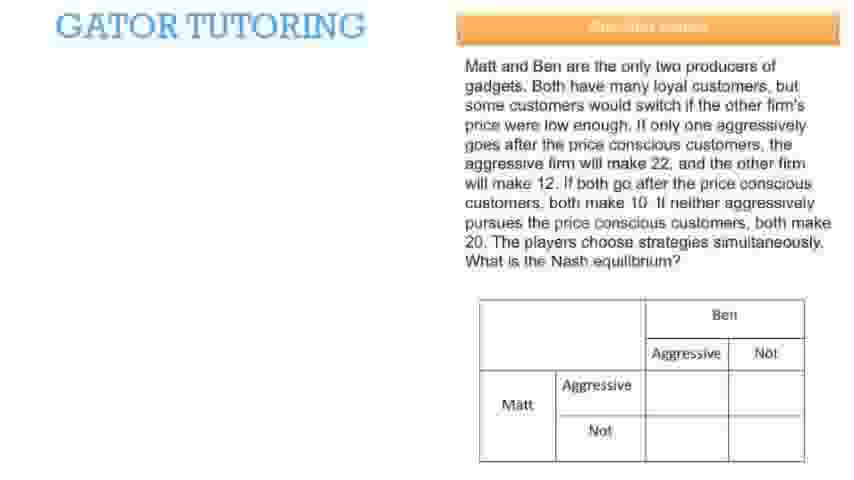 GATOR TUTORING
Matt and Ben are the only two producers of
gadgets. Both have many loyal customers, but
some customers would switch if the other firm's
price were low enough. If only one aggressively
goes after the price conscious customers, the
aggressive firm will make 22, and the other firm
will make 12. If both go after the price conscious
customers, both make 10. If neither aggressively
pursues the price conscious customers, both make
20. The players choose strategies simultaneously.
What is the Nash equilibrium?
Ben
Aggressive Not
Matt
Aggressive
Not